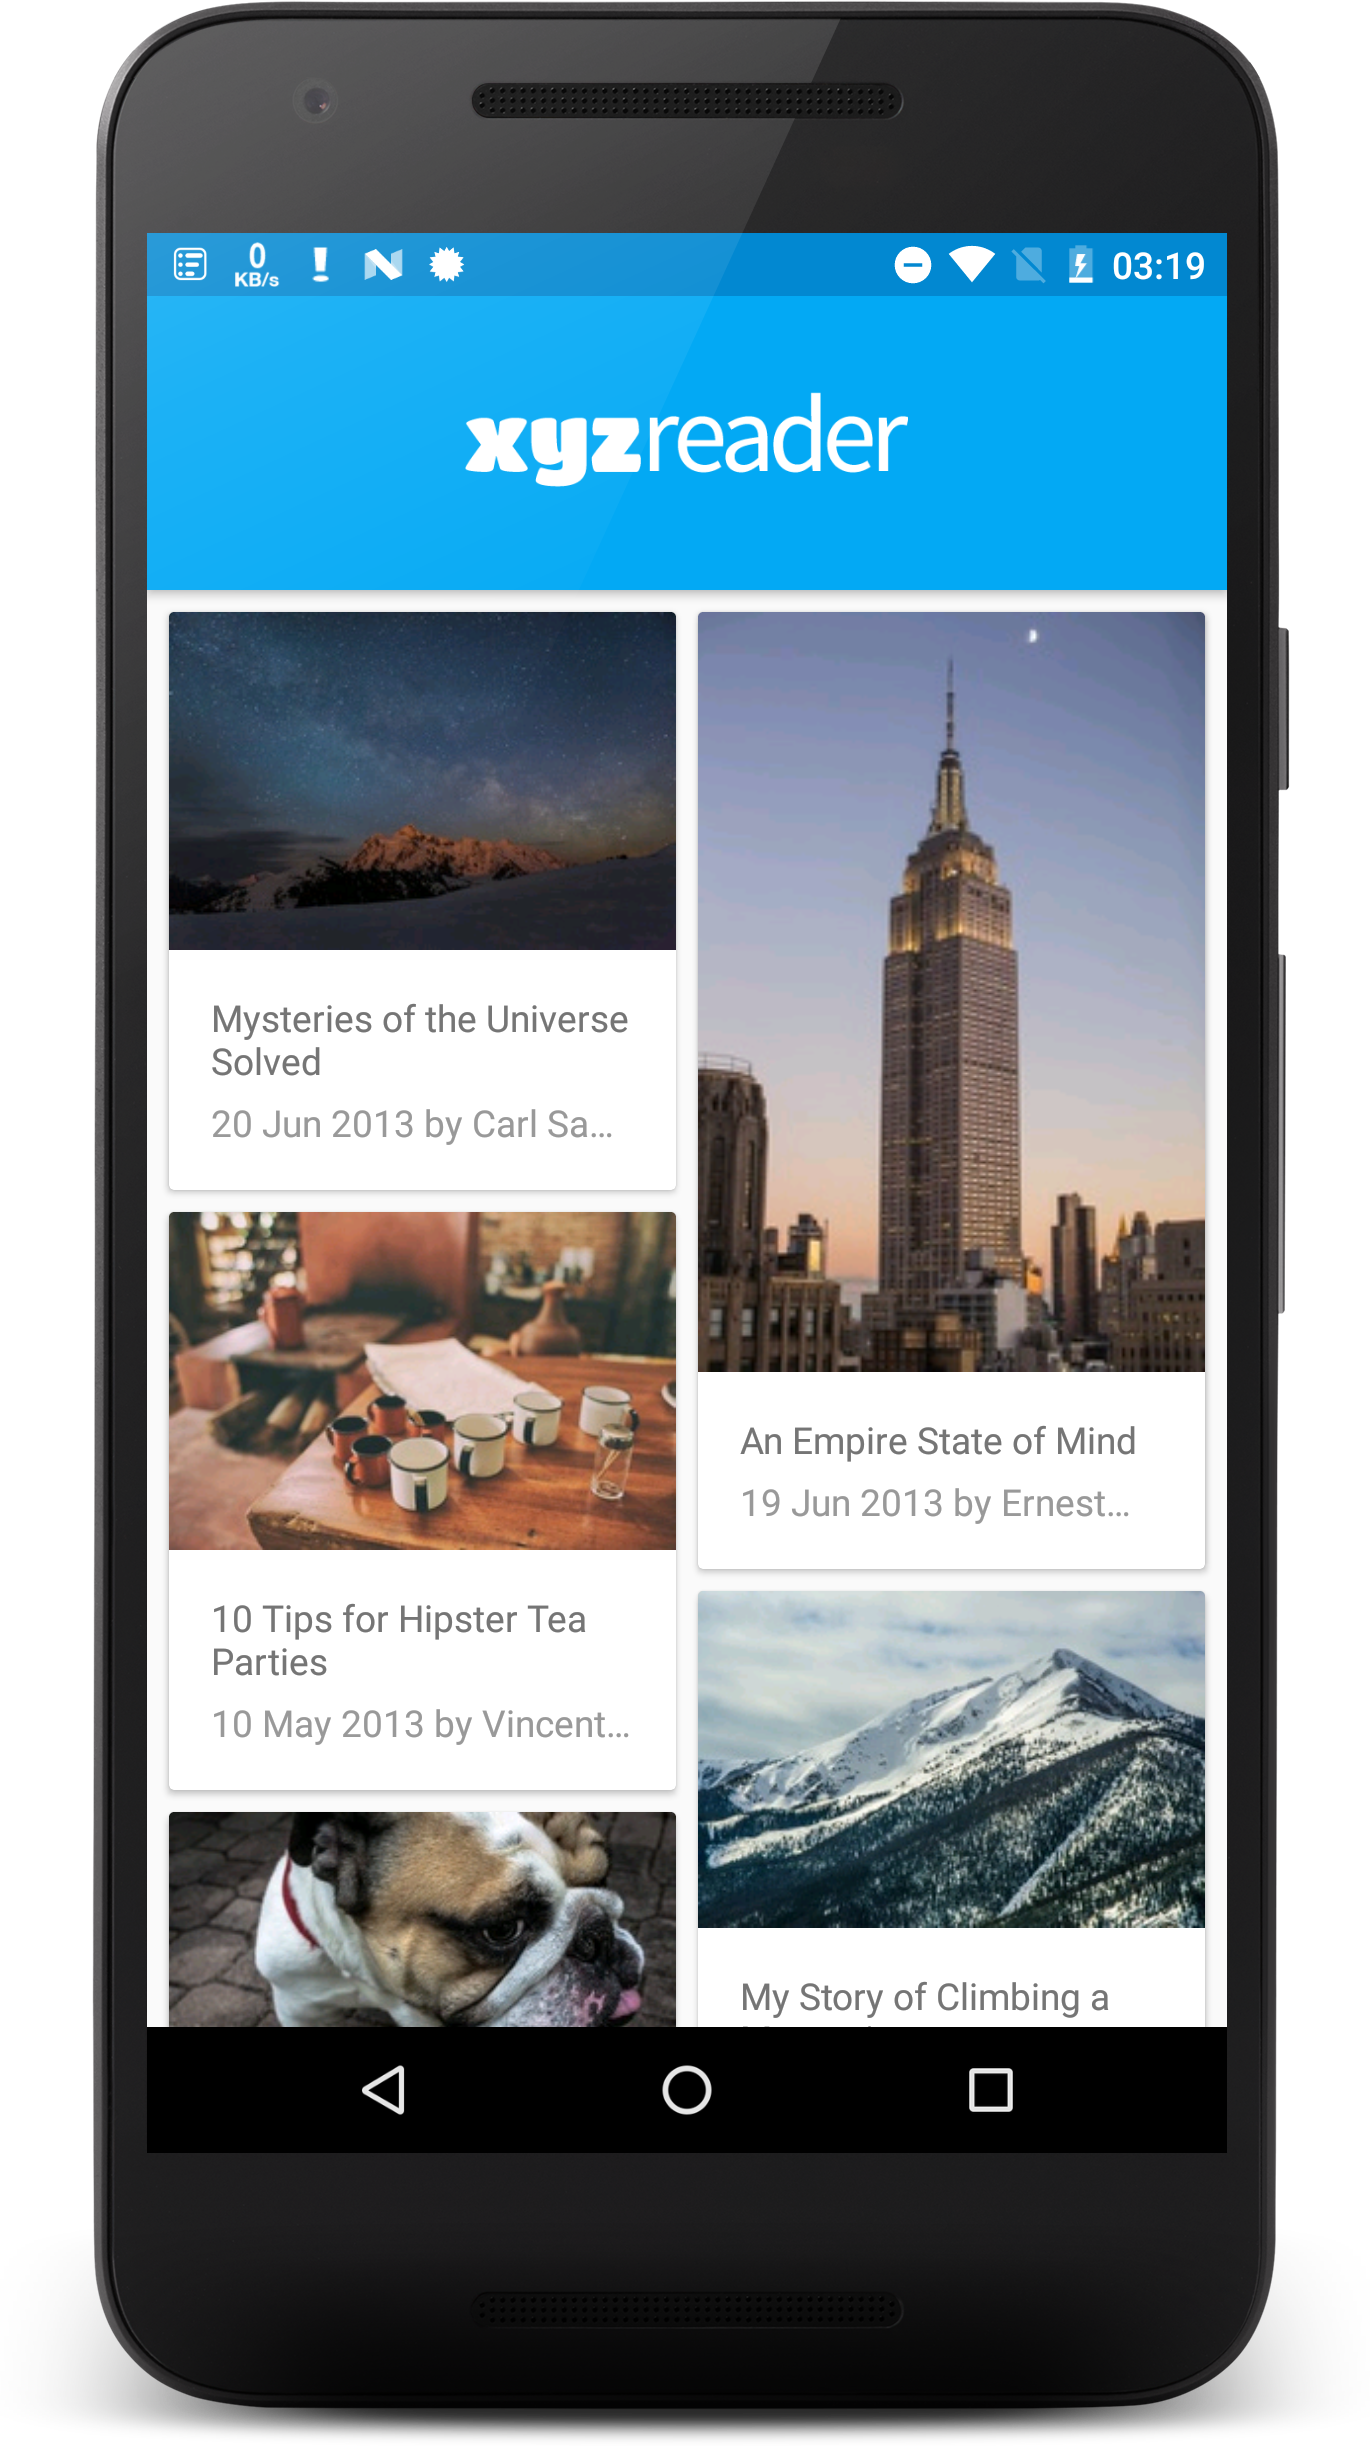 0
KB/s
03:19
xyzreader
Mysteries of the Universe
Solved
20 Jun 2013 by Carl Sa...
An Empire State of Mind
19 Jun 2013 by Ernest...
10 Tips for Hipster Tea
Parties
10 May 2013 by Vincent...
My Story of Climbing a